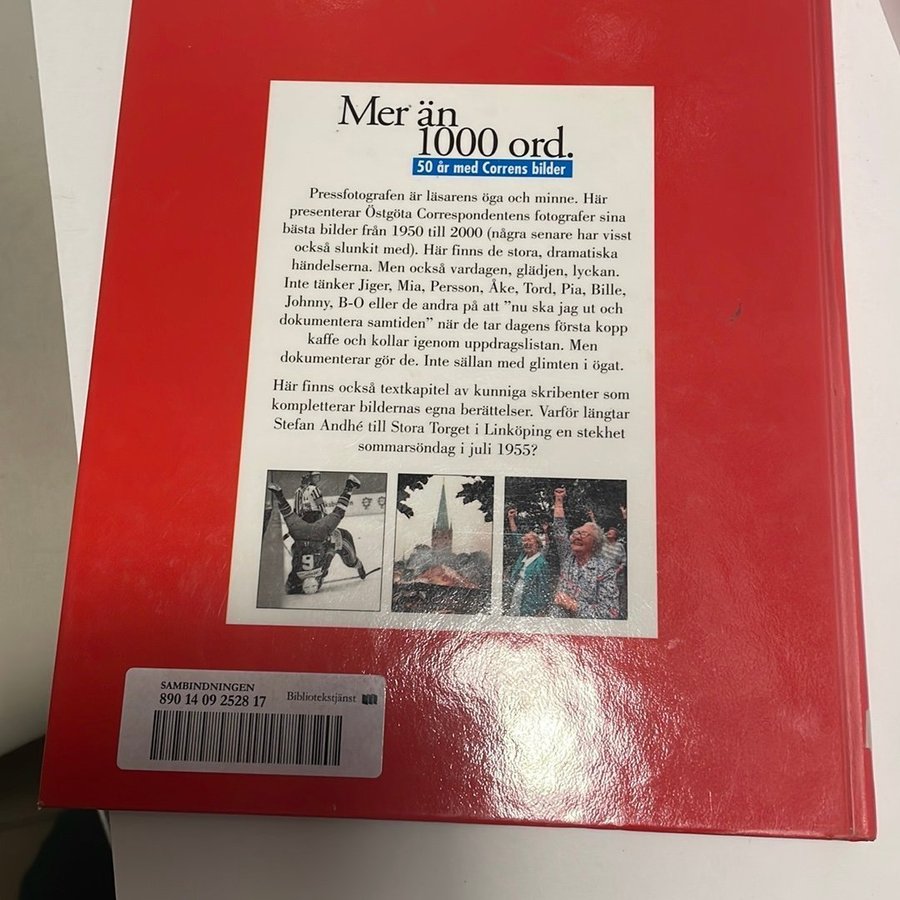 Mer än
1000 ord.
50 år med Correns bilder
Pressfotografen är läsarens öga och minne. Här
presenterar Östgöta Correspondentens fotografer sina
bästa bilder från 1950 till 2000 (några senare har visst
också slunkit med). Här finns de stora, dramatiska
händelserna. Men också vardagen, glädjen, lyckan.
Inte tänker Jiger, Mia, Persson, Åke, Tord, Pia, Bille,
Johnny, B-O eller de andra på att ”nu ska jag ut och
dokumentera samtiden” när de tar dagens första kopp
kaffe och kollar igenom uppdragslistan. Men
dokumenterar gör de. Inte sällan med glimten i ögat.
Här finns också textkapitel av kunniga skribenter som
kompletterar bildernas egna berättelser. Varför längtar
Stefan Andhé till Stora Torget i Linköping en stekhet
sommarsöndag i juli 1955?
9
SAMBINDNINGEN
890 14 09 2528 17
Bibliotekstjänst